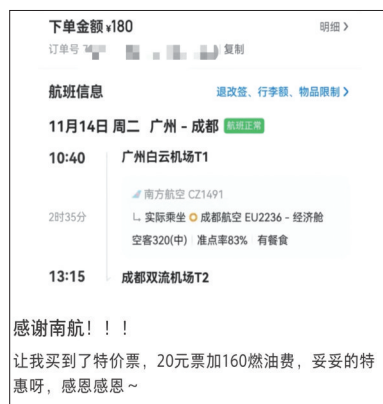 下单金额 ¥180 明细 >
订单号 复制
航班信息 退改签、行李额、物品限制 >
11月14日 周二 广州 - 成都 航班正常
10:40 广州白云机场T1
南方航空 CZ1491
2时35分 实际乘坐 成都航空 EU2236 - 经济舱
空客320(中) 准点率83% 有餐食
13:15 成都双流机场T2
感谢南航！！！
让我买到了特价票，20元票加160燃油费，妥妥的特
惠呀，感恩感恩～